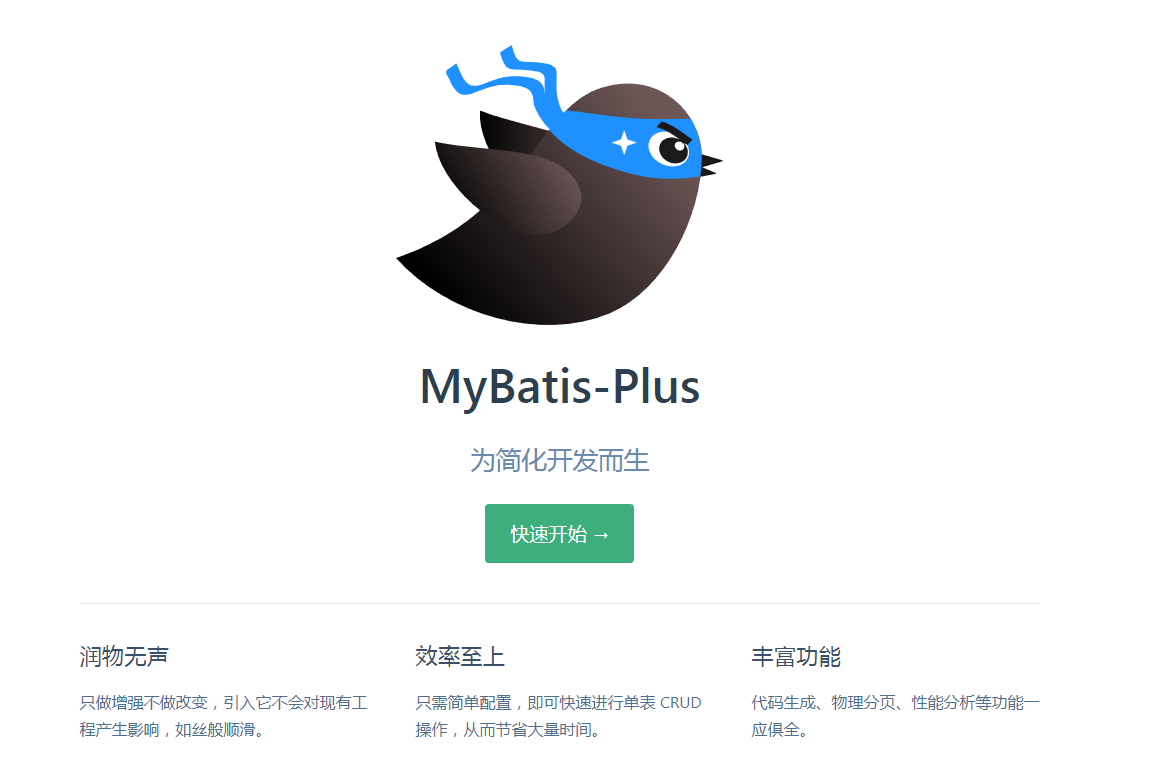 MyBatis-Plus
为简化开发而生
快速开始 →
润物无声
只做增强不做改变，引入它不会对现有工
程产生影响，如丝般顺滑。
效率至上
只需简单配置，即可快速进行单表 CRUD
操作，从而节省大量时间。
丰富功能
代码生成、物理分页、性能分析等功能一
应俱全。